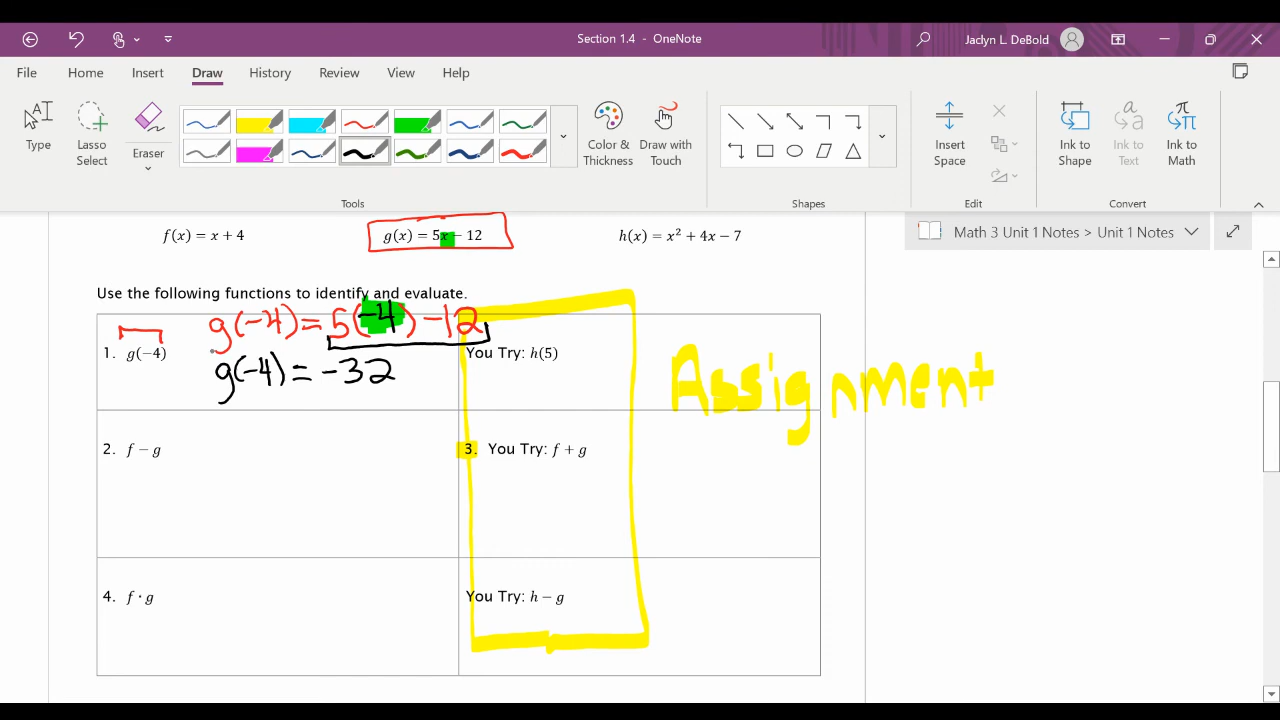 Section 1.4 - OneNote
Jaclyn L. DeBold
File Home Insert Draw History Review View Help
Type
Lasso Select
Eraser
Color & Thickness
Draw with Touch
Insert Space
Ink to Shape
Ink to Text
Ink to Math
Tools
Shapes
Edit
Convert
f(x) = x + 4
g(x) = 5x − 12
h(x) = x² + 4x − 7
Math 3 Unit 1 Notes > Unit 1 Notes
Use the following functions to identify and evaluate.
g(-4) = 5(-4) -12
1. g(−4)
g(-4) = -32
You Try: h(5)
Assignment
2. f − g
3. You Try: f + g
4. f · g
You Try: h − g